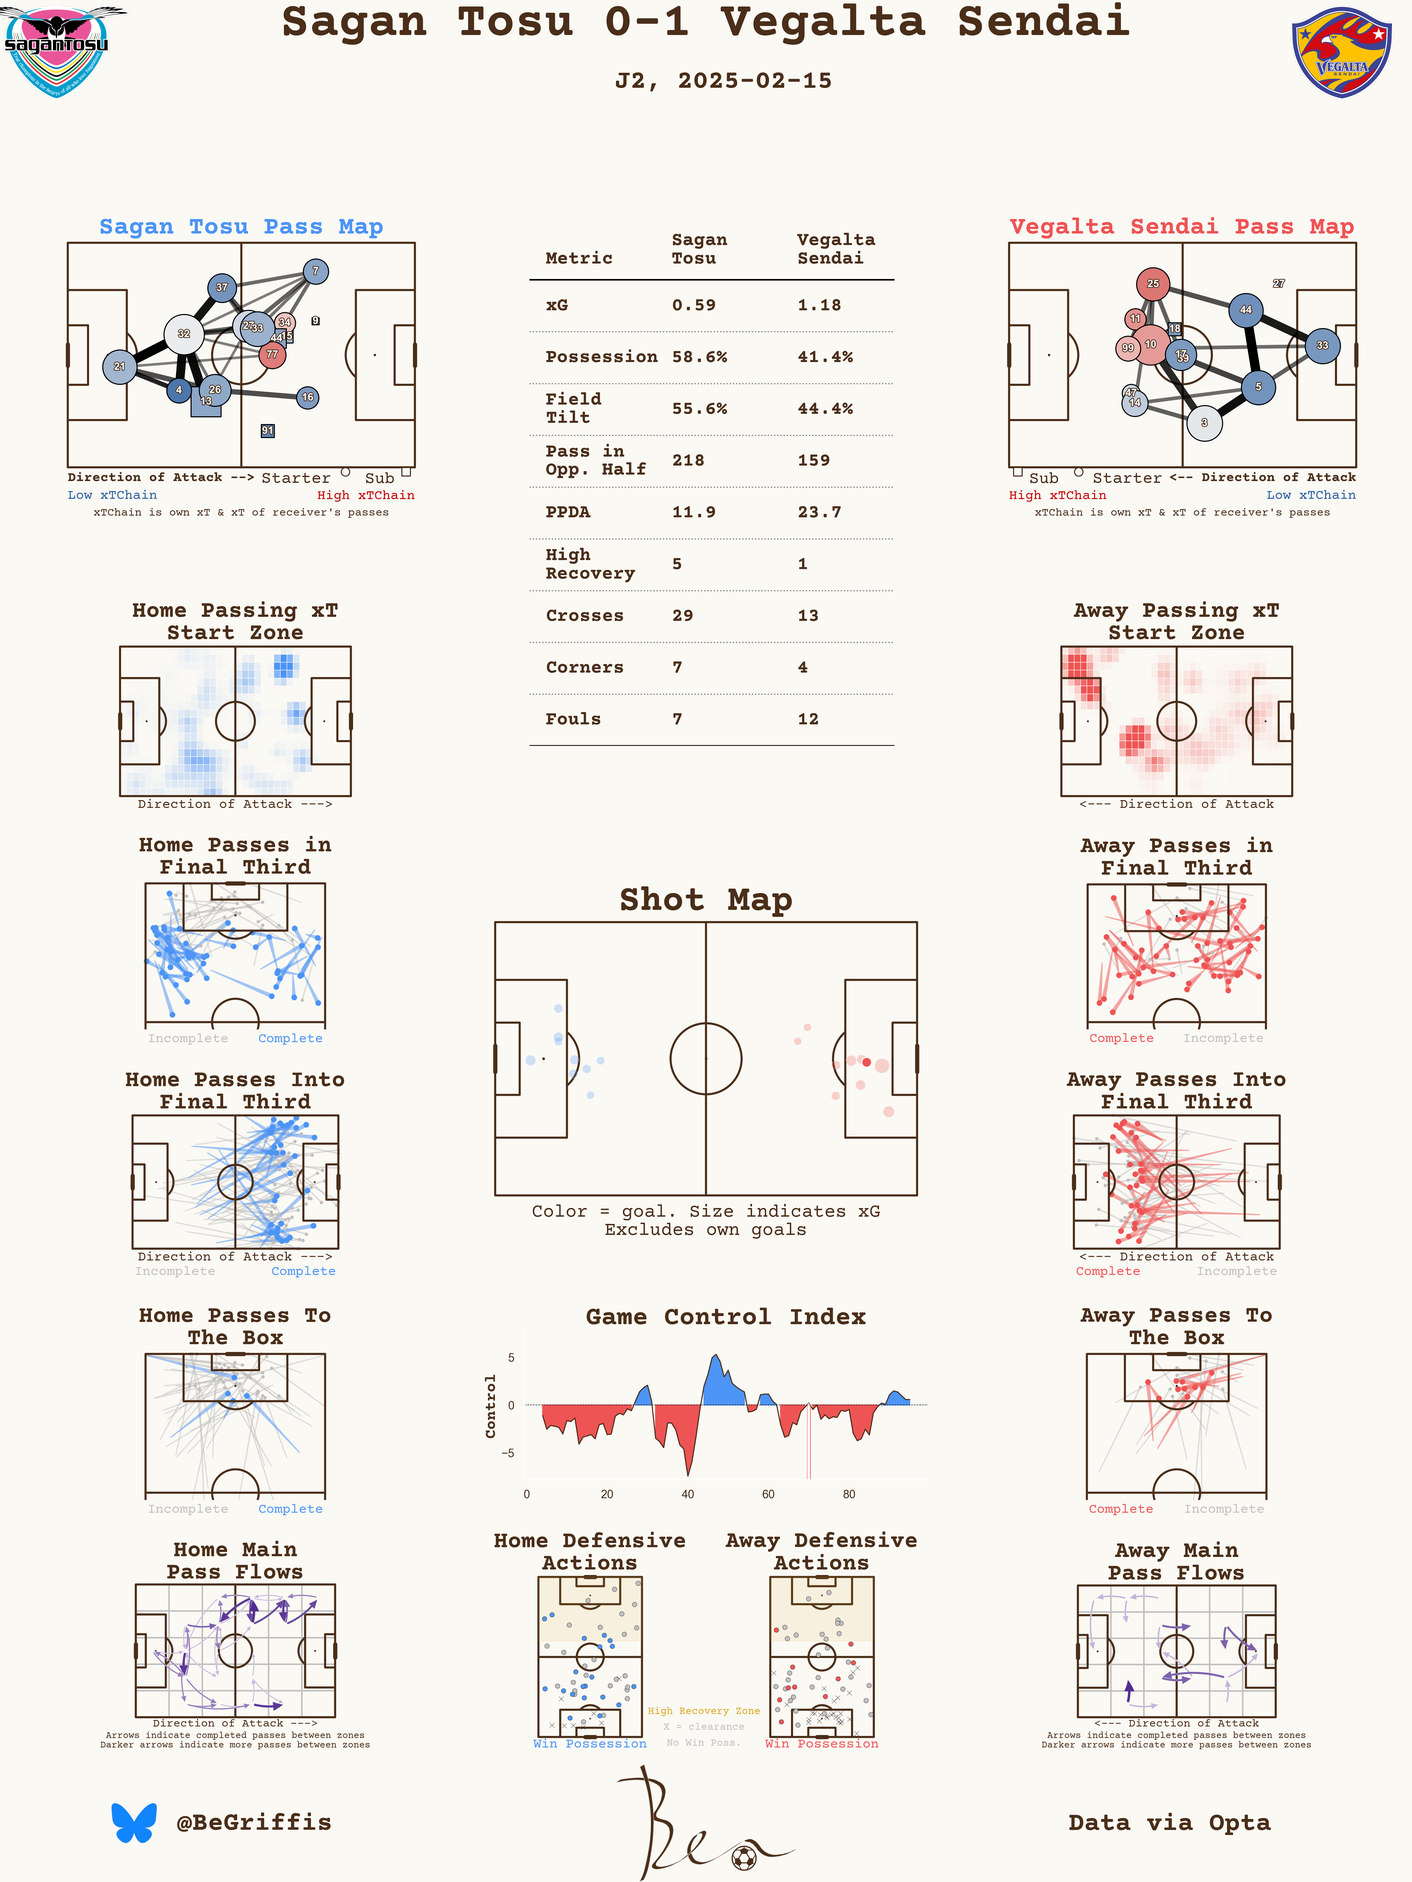 Sagan Tosu 0-1 Vegalta Sendai
J2, 2025-02-15
saganTosu
VEGALTA
SENDAI
Sagan Tosu Pass Map
37
7
32
27
33
34
9
15
44
77
21
4
26
13
16
91
Direction of Attack --> Starter Sub
Low xTChain High xTChain
xTChain is own xT & xT of receiver's passes
Metric Sagan Tosu Vegalta Sendai
xG 0.59 1.18
Possession 58.6% 41.4%
Field Tilt 55.6% 44.4%
Pass in Opp. Half 218 159
PPDA 11.9 23.7
High Recovery 5 1
Crosses 29 13
Corners 7 4
Fouls 7 12
Vegalta Sendai Pass Map
25
27
44
11
18
99
10
17
33
47
14
5
3
Sub Starter <-- Direction of Attack
High xTChain Low xTChain
xTChain is own xT & xT of receiver's passes
Home Passing xT
Start Zone
Direction of Attack --->
Away Passing xT
Start Zone
<--- Direction of Attack
Home Passes in
Final Third
Incomplete Complete
Away Passes in
Final Third
Complete Incomplete
Shot Map
Color = goal. Size indicates xG
Excludes own goals
Home Passes Into
Final Third
Direction of Attack --->
Incomplete Complete
Away Passes Into
Final Third
<--- Direction of Attack
Complete Incomplete
Home Passes To
The Box
Incomplete Complete
Game Control Index
Control
5
0
−5
0 20 40 60 80
Away Passes To
The Box
Complete Incomplete
Home Main
Pass Flows
Direction of Attack --->
Arrows indicate completed passes between zones
Darker arrows indicate more passes between zones
Home Defensive
Actions
Win Possession
High Recovery Zone
X = clearance
No Win Poss.
Away Defensive
Actions
Win Possession
Away Main
Pass Flows
<--- Direction of Attack
Arrows indicate completed passes between zones
Darker arrows indicate more passes between zones
@BeGriffis
Ben
Data via Opta